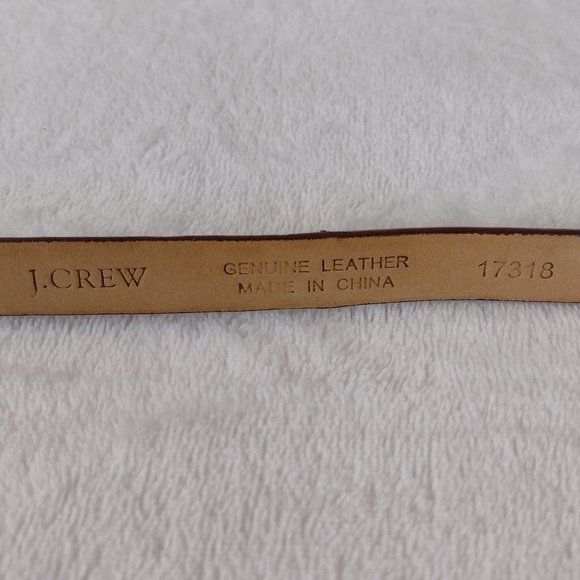 J.CREW
GENUINE LEATHER
MADE IN CHINA
17318